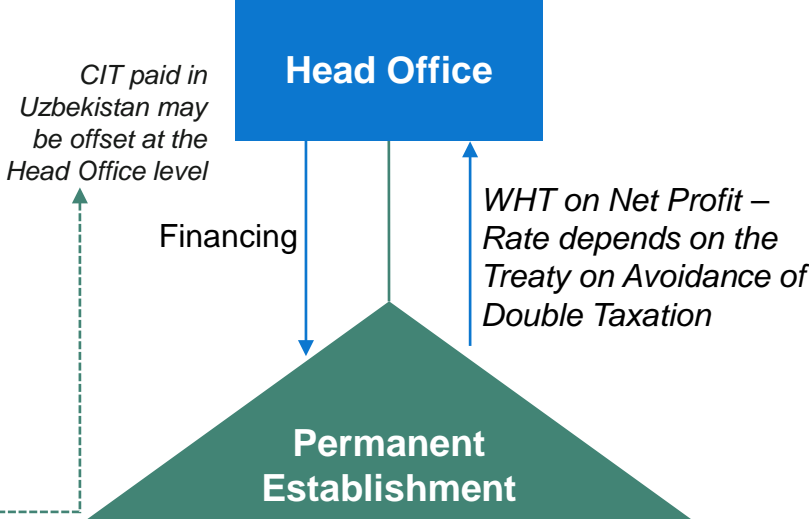 Head Office
CIT paid in
Uzbekistan may
be offset at the
Head Office level
Financing
WHT on Net Profit –
Rate depends on the
Treaty on Avoidance of
Double Taxation
Permanent
Establishment